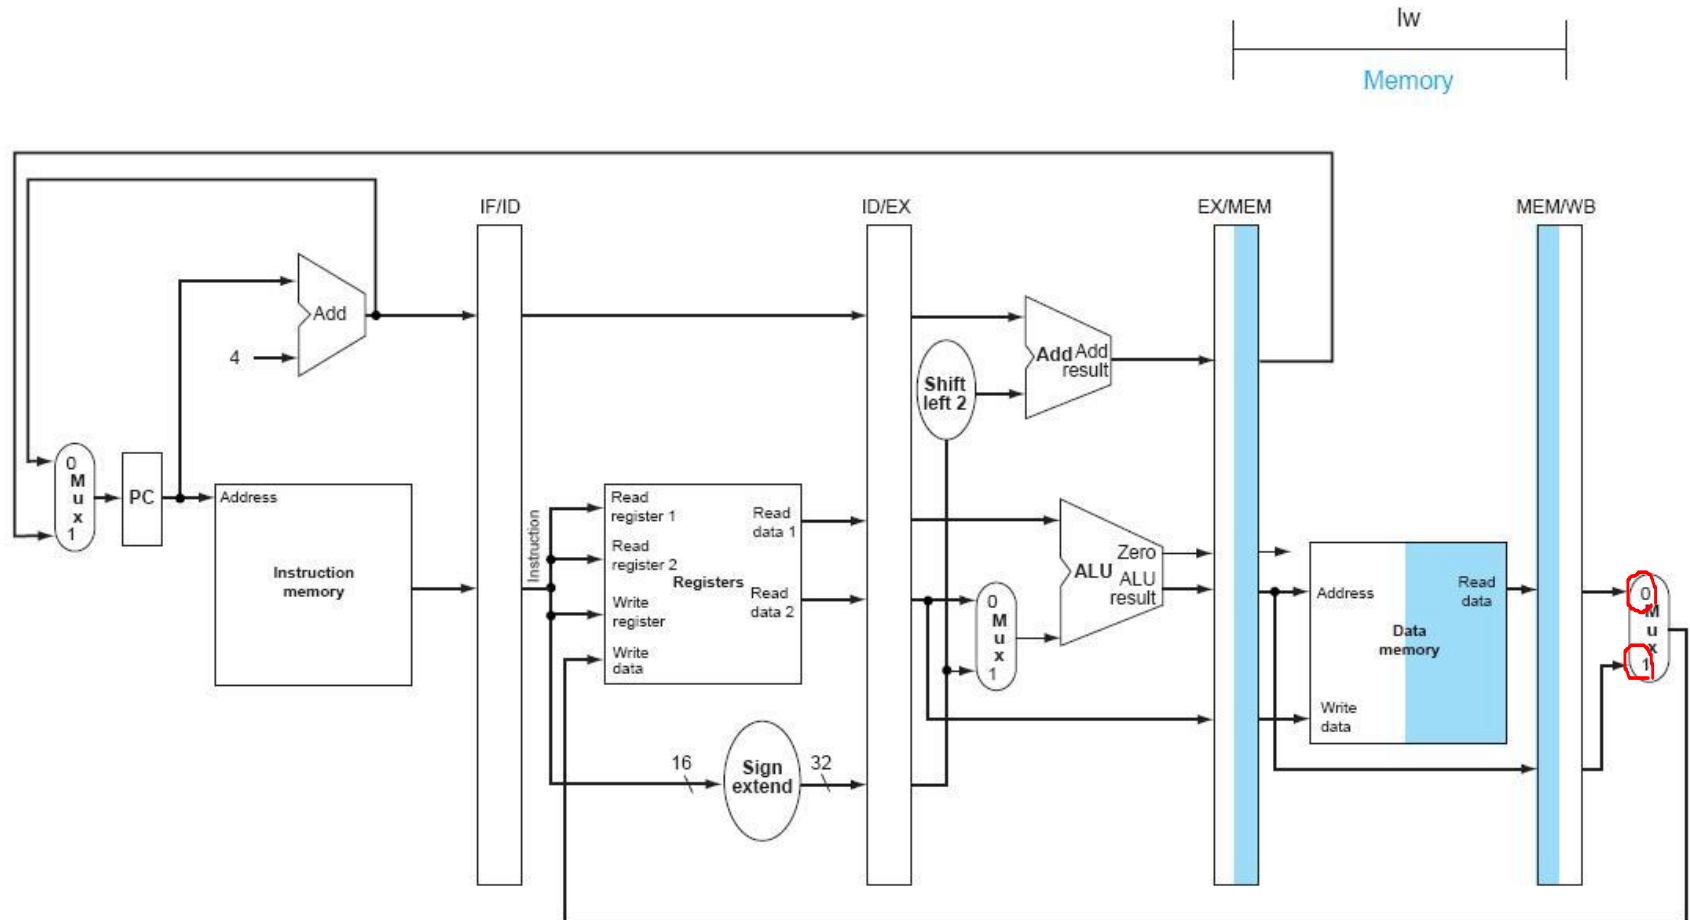 lw
Memory
IF/ID
ID/EX
EX/MEM
MEM/WB
Add
4
Shift
left 2
Add Add
result
0
M
u
x
1
PC
Address
Instruction
memory
Instruction
Read
register 1
Read
register 2
Write
register
Write
data
Registers
Read
data 1
Read
data 2
16
Sign
extend
32
0
M
u
x
1
Zero
ALU
ALU
result
Address
Read
data
Data
memory
Write
data
0
M
u
x
1